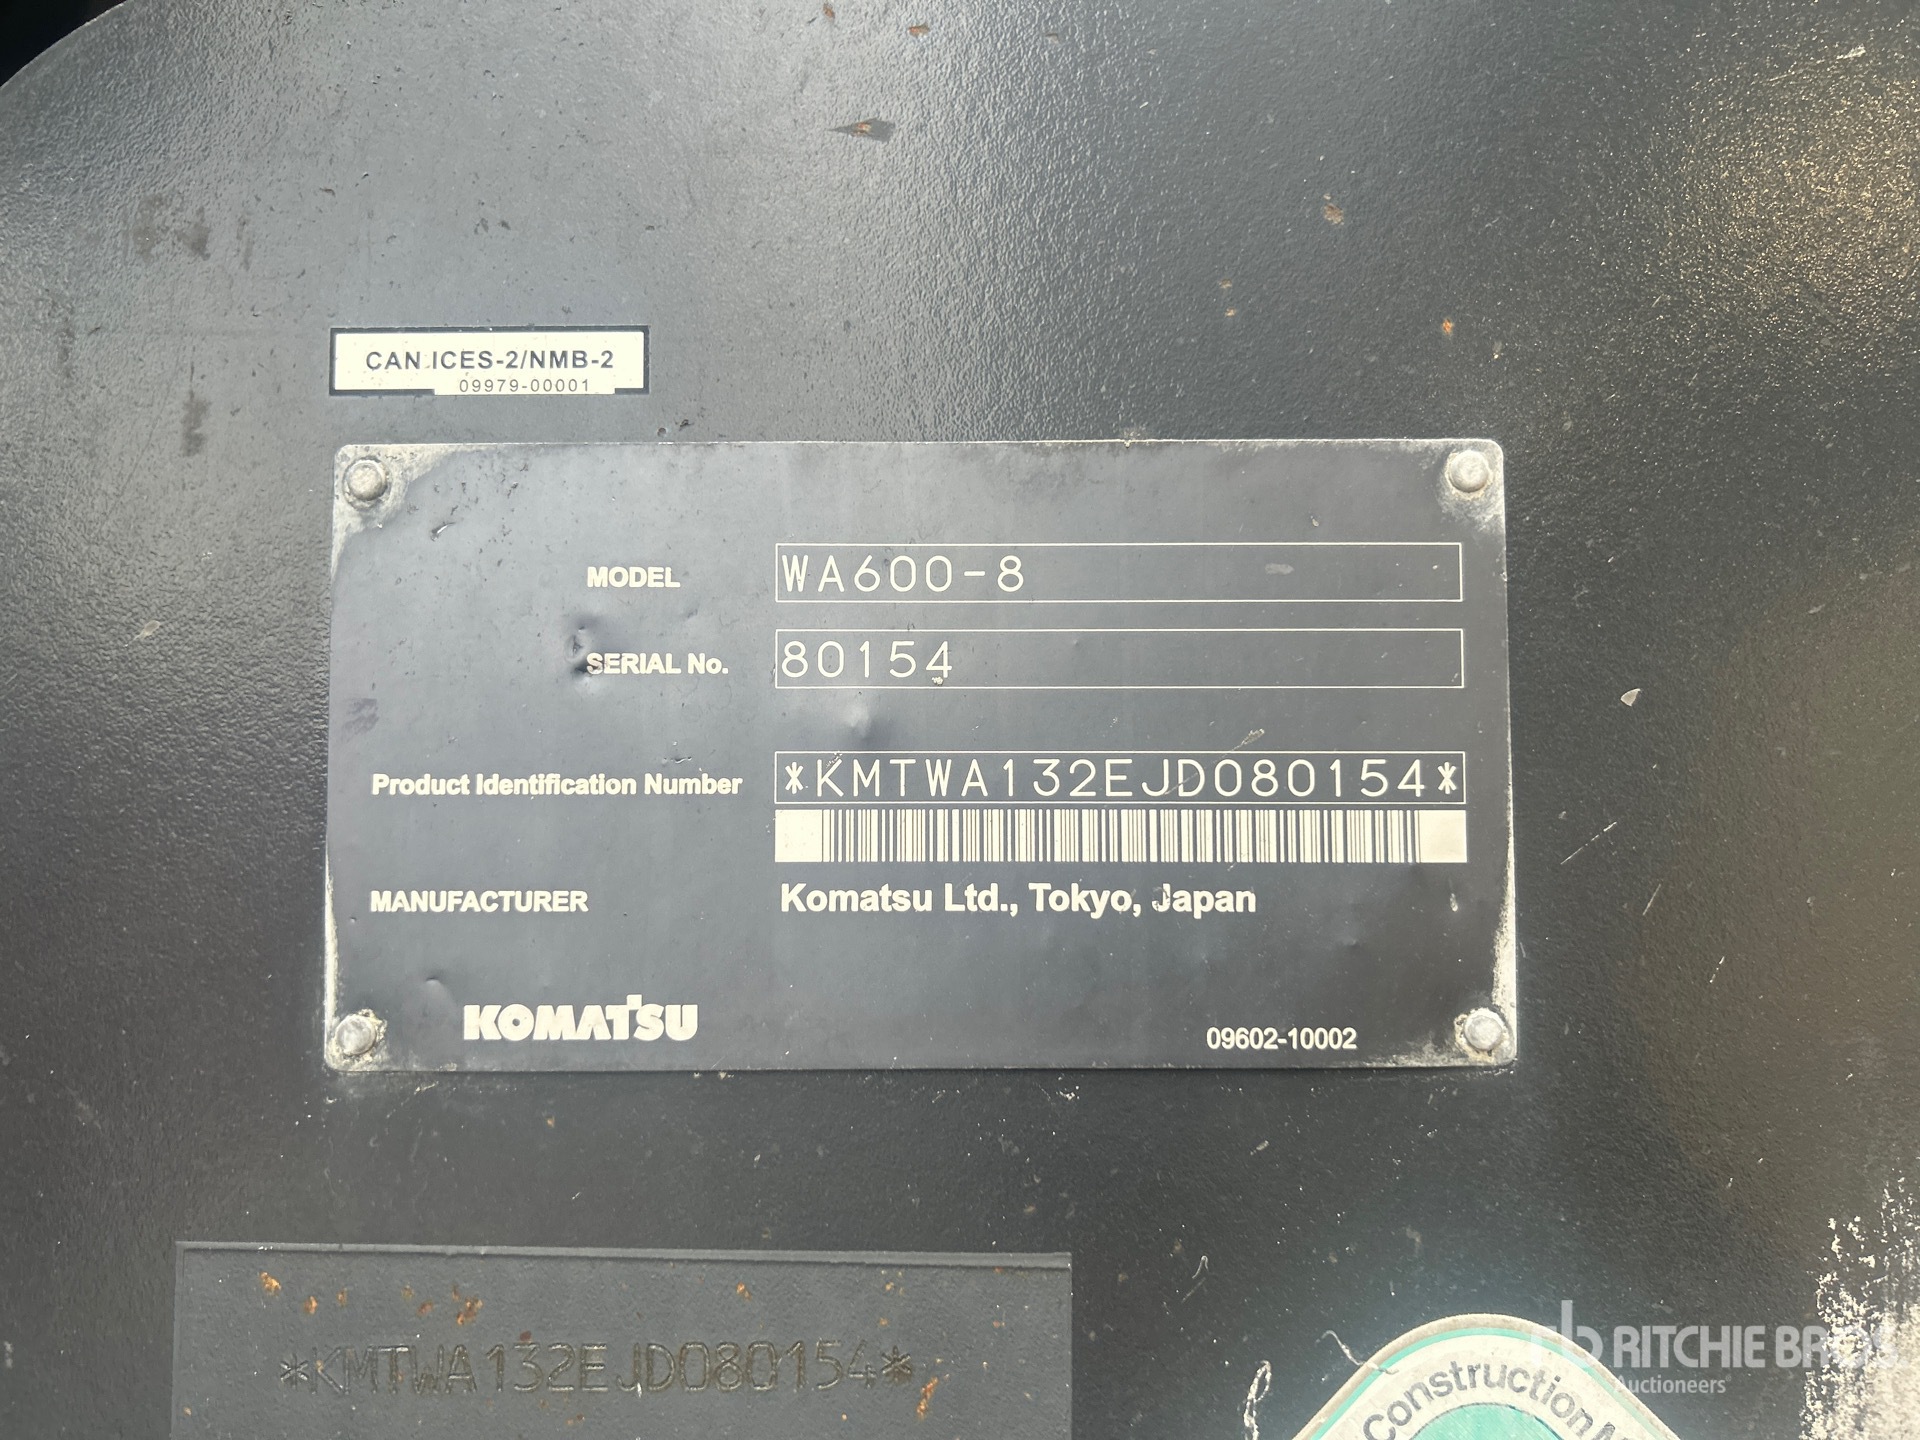 CAN ICES-2/NMB-2
09979-00001
MODEL WA600-8
SERIAL No. 80154
Product Identification Number *KMTWA132EJD080154*
MANUFACTURER Komatsu Ltd., Tokyo, Japan
KOMATSU 09602-10002
*KMTWA132EJD080154*
Construction
RITCHIE BROS
Auctioneers